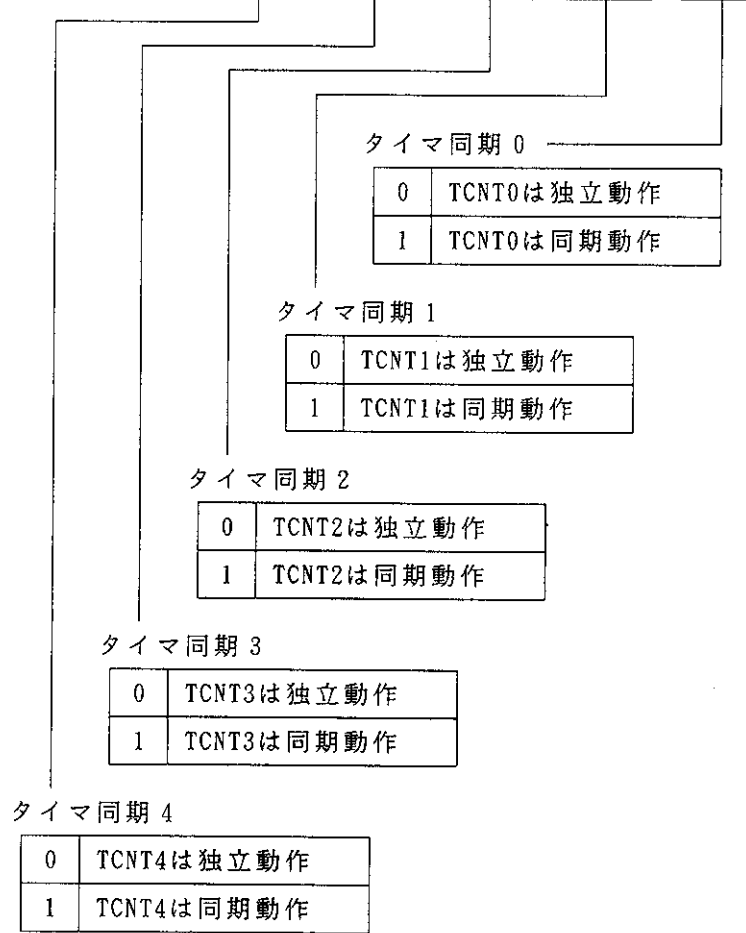 タイマ同期 0
0 TCNT0は独立動作
1 TCNT0は同期動作
タイマ同期 1
0 TCNT1は独立動作
1 TCNT1は同期動作
タイマ同期 2
0 TCNT2は独立動作
1 TCNT2は同期動作
タイマ同期 3
0 TCNT3は独立動作
1 TCNT3は同期動作
タイマ同期 4
0 TCNT4は独立動作
1 TCNT4は同期動作